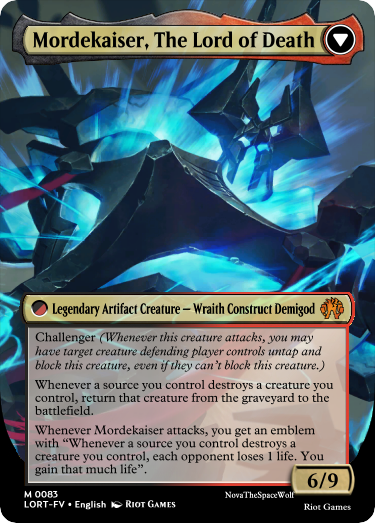 Mordekaiser, The Lord of Death
Legendary Artifact Creature — Wraith Construct Demigod
Challenger (Whenever this creature attacks, you may
have target creature defending player controls untap and
block this creature, even if they can't block this creature.)
Whenever a source you control destroys a creature you
control, return that creature from the graveyard to the
battlefield.
Whenever Mordekaiser attacks, you get an emblem
with “Whenever a source you control destroys a
creature you control, each opponent loses 1 life. You
gain that much life”.
6/9
M 0083
LORT-FV • English Riot Games
NovaTheSpaceWolf
Riot Games